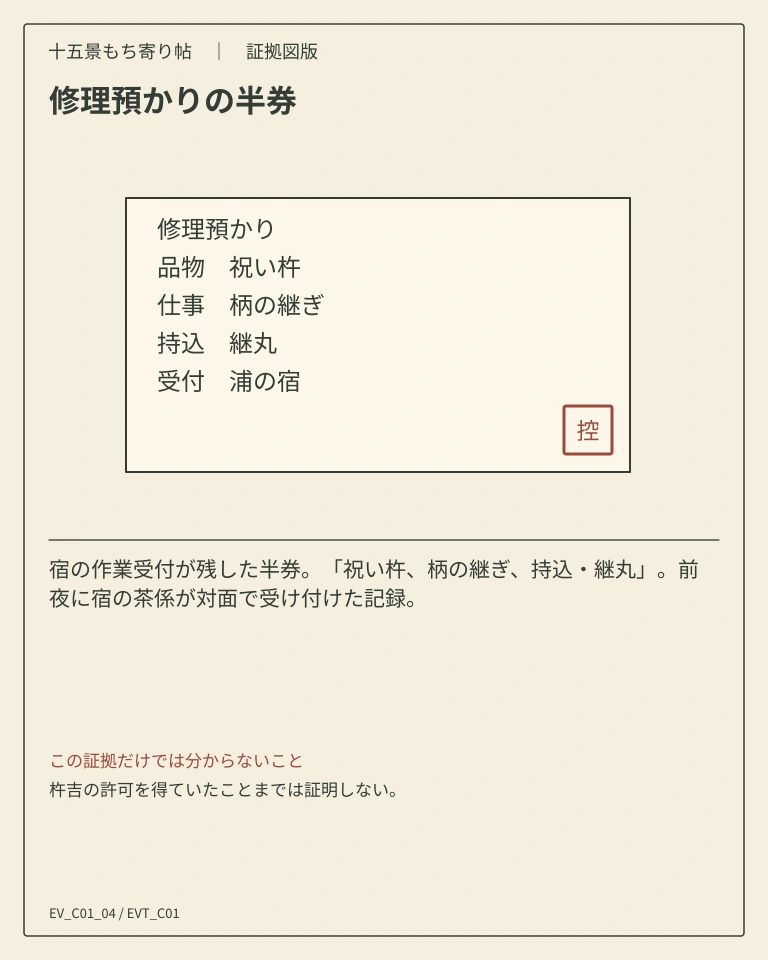 十五景もち寄り帖 | 証拠図版
修理預かりの半券
修理預かり
品物 祝い杵
仕事 柄の継ぎ
持込 継丸
受付 浦の宿
控
宿の作業受付が残した半券。「祝い杵、柄の継ぎ、持込・継丸」。前
夜に宿の茶係が対面で受け付けた記録。
この証拠だけでは分からないこと
杵吉の許可を得ていたことまでは証明しない。
EV_C01_04 / EVT_C01